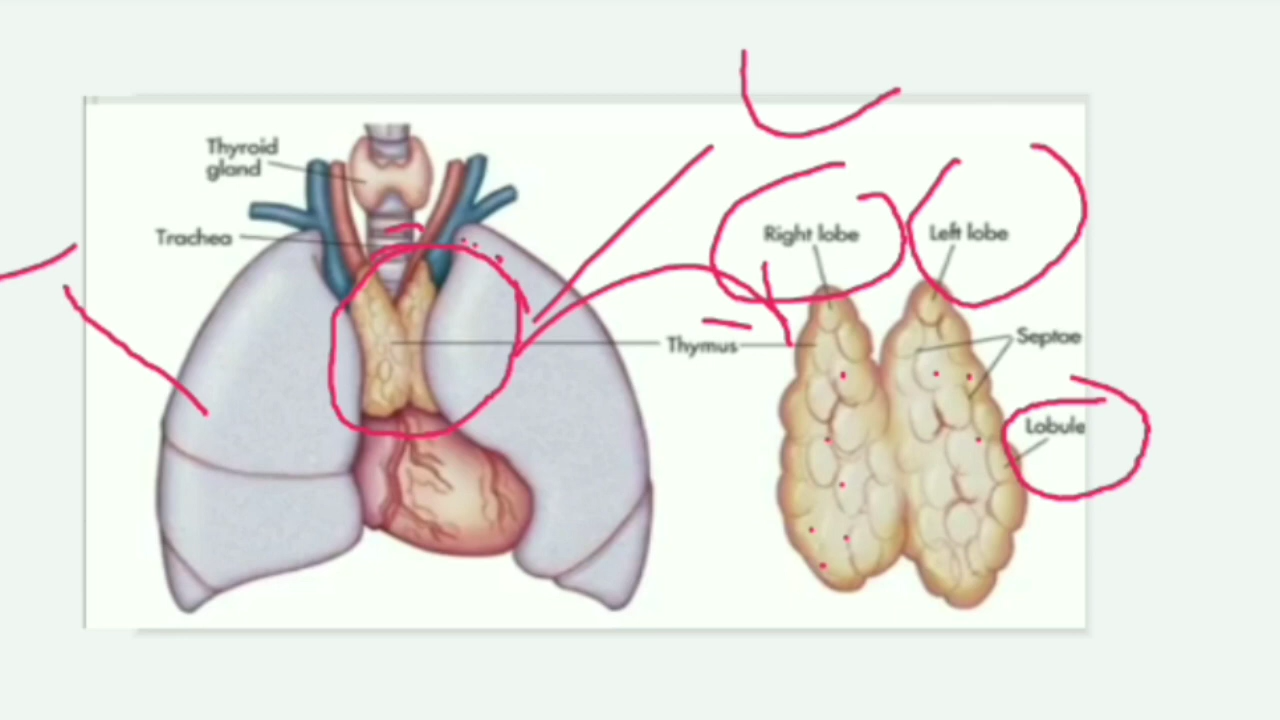 Thyroid
gland
Trachea
Right lobe
Left lobe
Thymus
Septae
Lobule